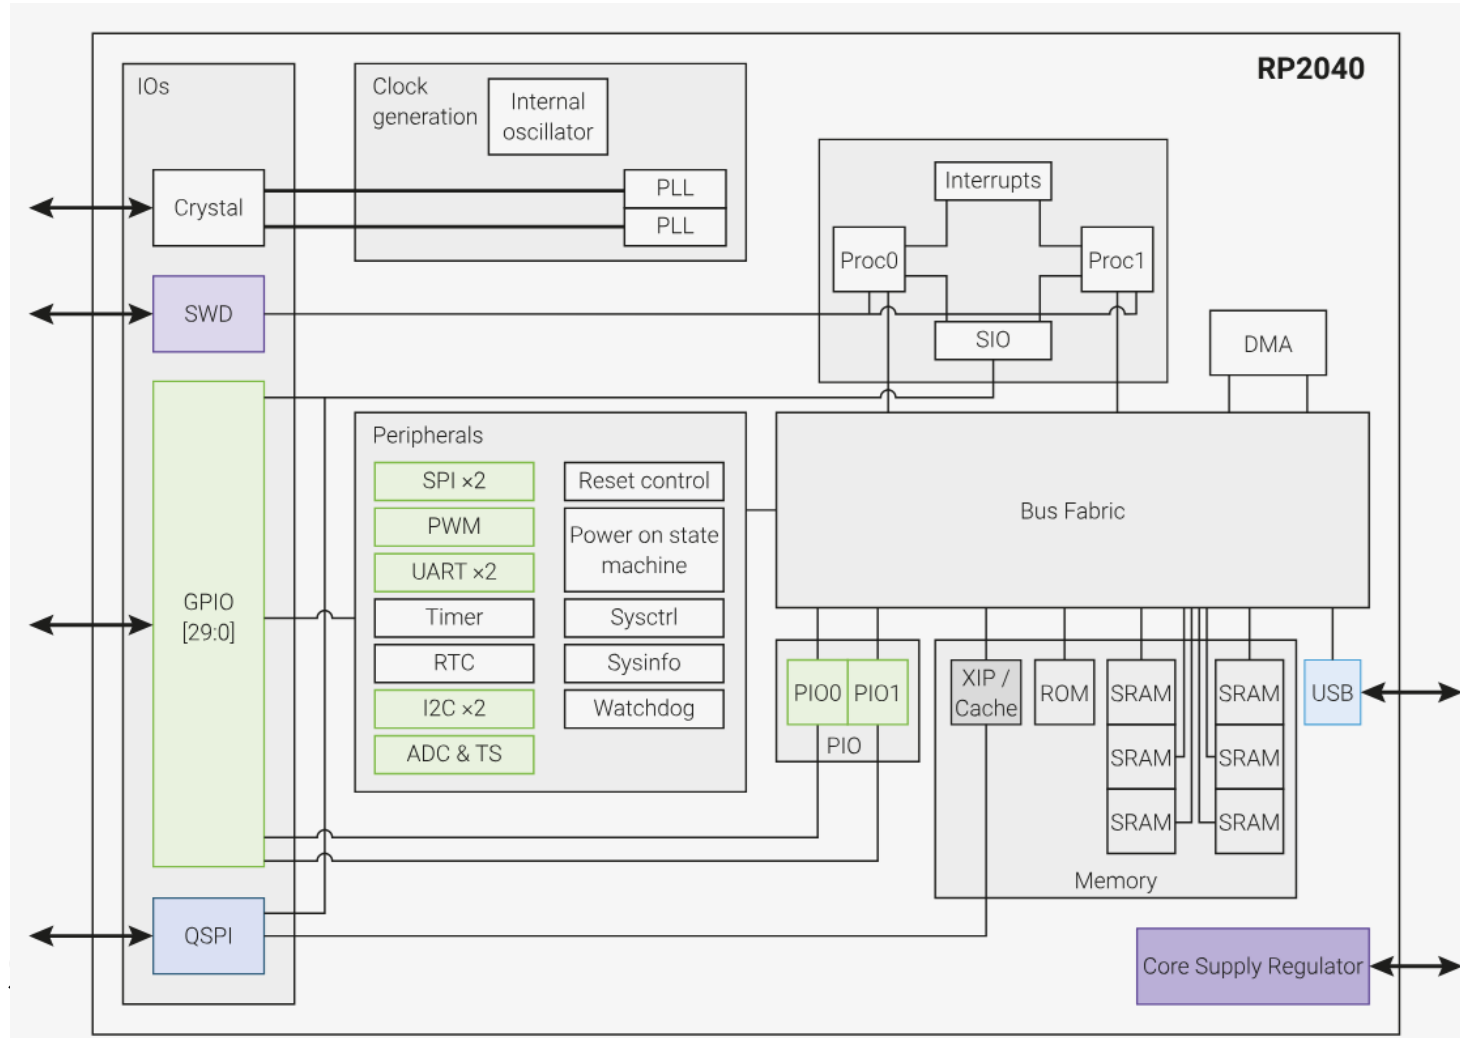 RP2040
IOs
Clock
generation
Internal
oscillator
Crystal
PLL
PLL
SWD
Interrupts
Proc0
Proc1
SIO
DMA
GPIO
[29:0]
Peripherals
SPI ×2
PWM
UART ×2
Timer
RTC
I2C ×2
ADC & TS
Reset control
Power on state
machine
Sysctrl
Sysinfo
Watchdog
Bus Fabric
PIO0
PIO1
PIO
XIP /
Cache
ROM
SRAM
SRAM
SRAM
SRAM
SRAM
SRAM
Memory
USB
QSPI
Core Supply Regulator